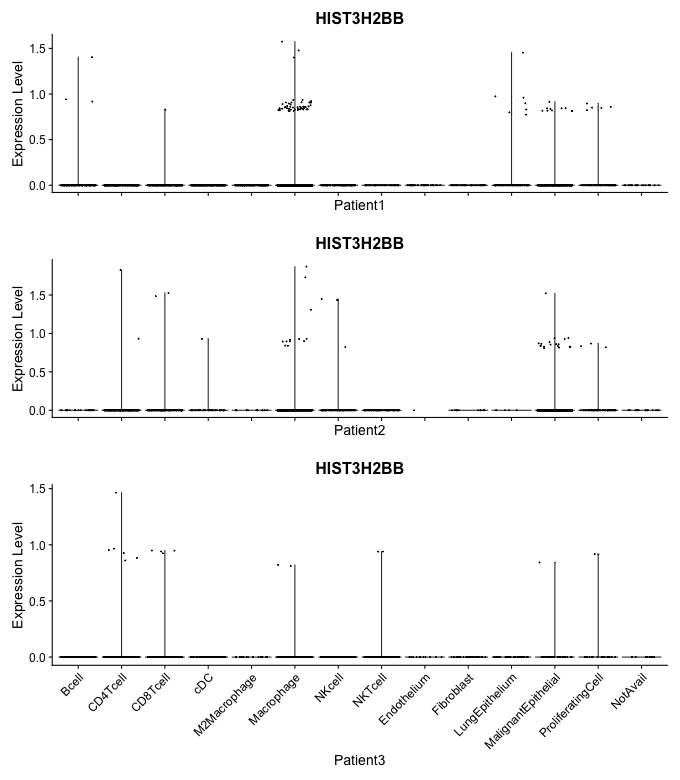 HIST3H2BB
Expression Level
1.5
1.0
0.5
0.0
Patient1
HIST3H2BB
Expression Level
1.5
1.0
0.5
0.0
Patient2
HIST3H2BB
Expression Level
1.5
1.0
0.5
0.0
Bcell
CD4Tcell
CD8Tcell
cDC
M2Macrophage
Macrophage
NKcell
NKTcell
Endothelium
Fibroblast
LungEpithelium
MalignantEpithelial
ProliferatingCell
NotAvail
Patient3